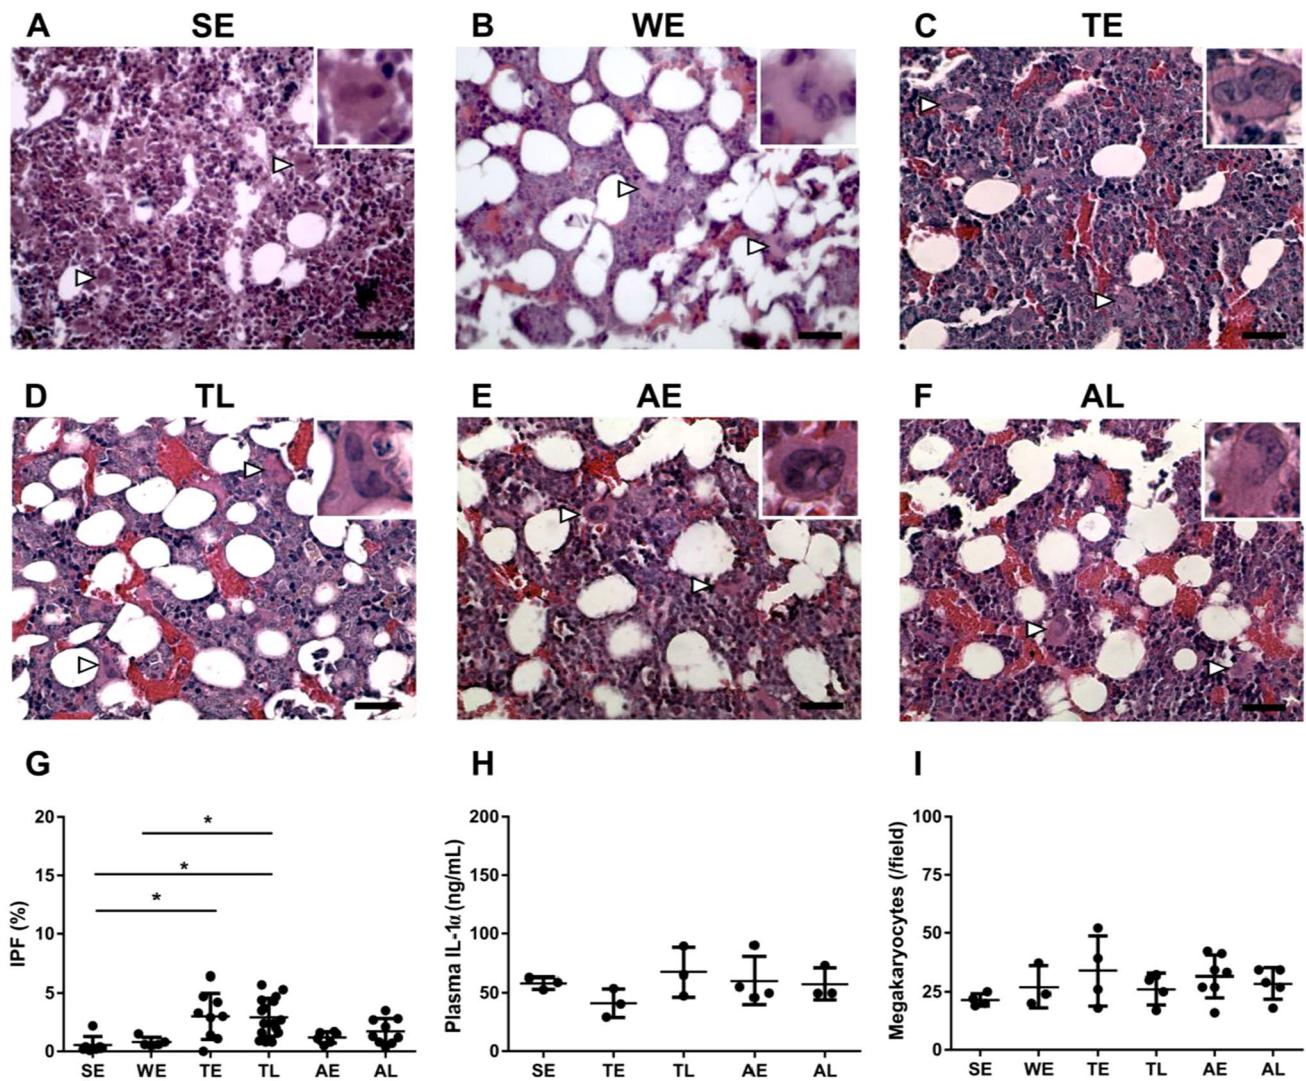 A SE B WE C TE
D TL E AE F AL
G H I
IPF (%)
20
15
10
5
0
*
*
*
SE WE TE TL AE AL
Plasma IL-1α (ng/mL)
200
150
100
50
0
SE TE TL AE AL
Megakaryocytes (/field)
100
75
50
25
0
SE WE TE TL AE AL